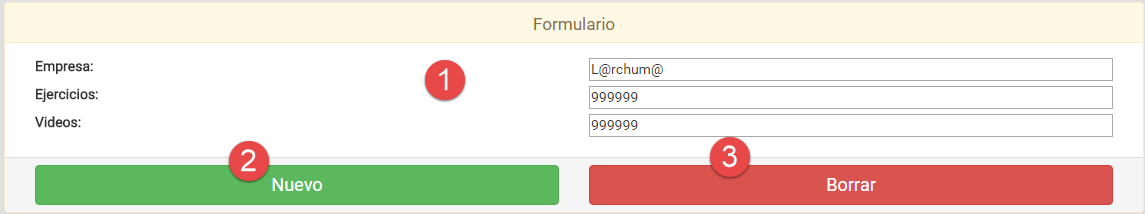 Formulario
Empresa: 1 L@rchum@
Ejercicios: 999999
Videos: 999999
2 3
Nuevo Borrar